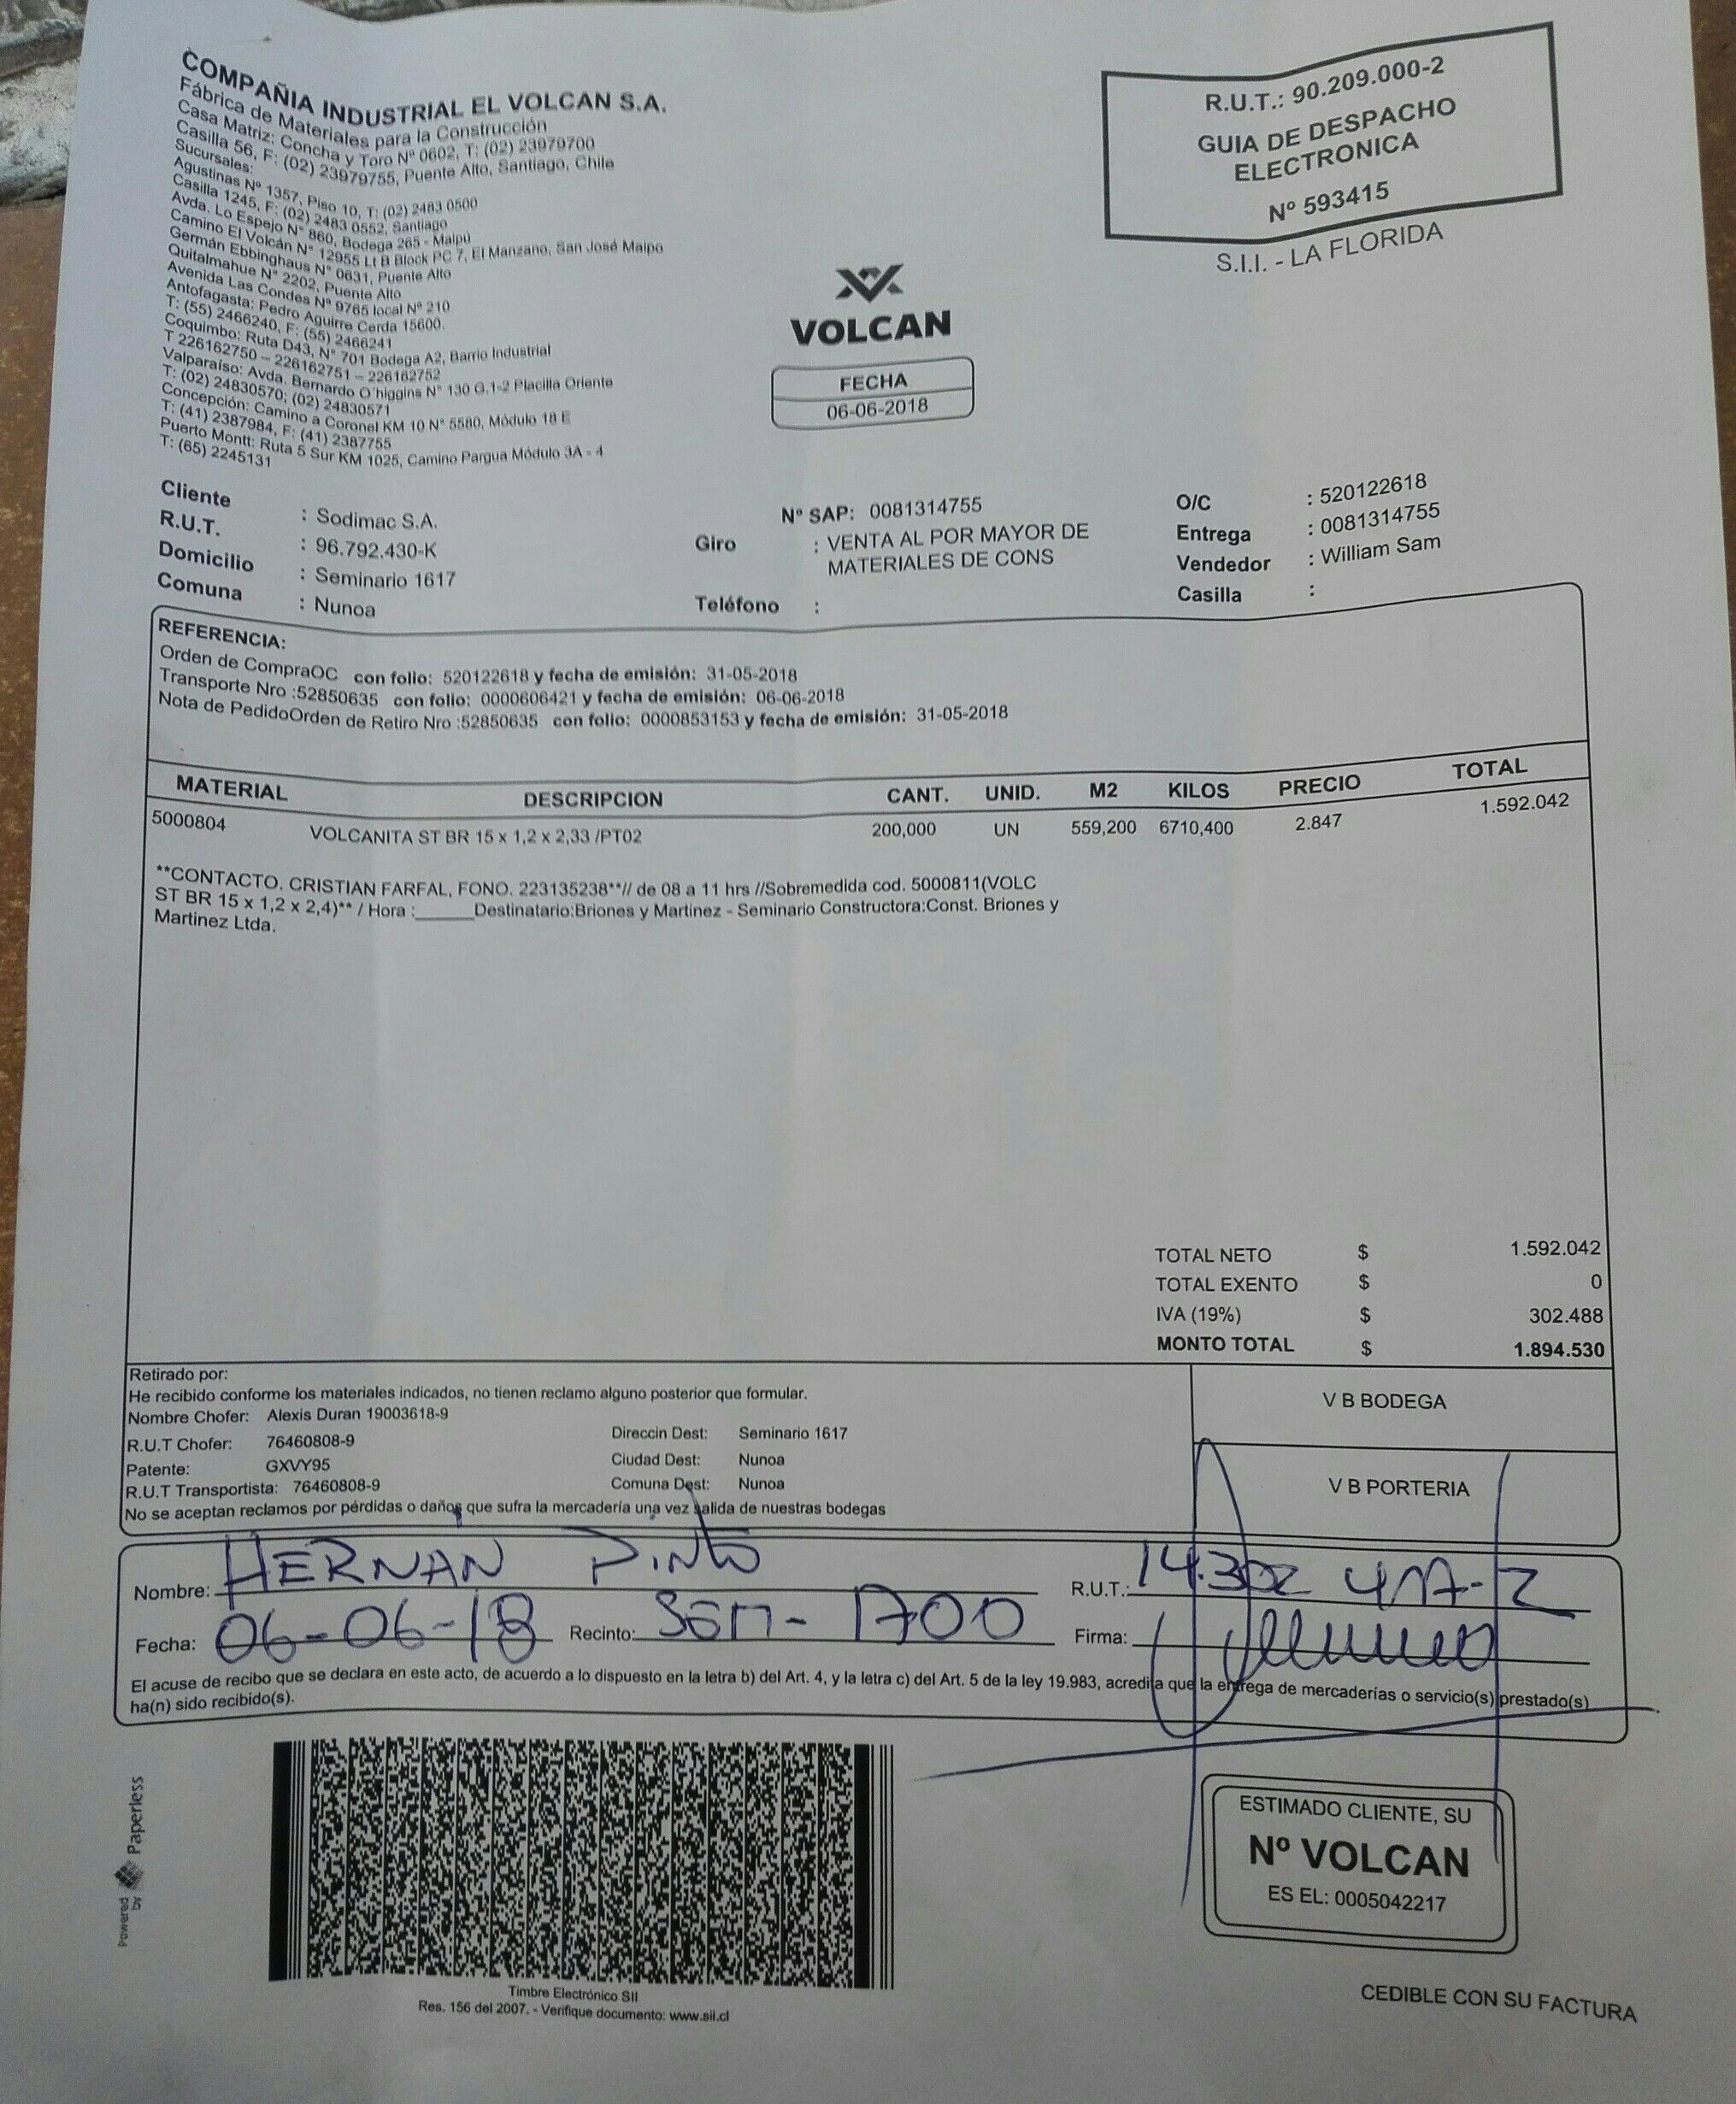 COMPAÑIA INDUSTRIAL EL VOLCAN S.A.
Fábrica de Materiales para la Construcción
Casa Matriz: Concha y Toro Nº 0602, T: (02) 23979700
Casilla 56, F: (02) 23979755, Puente Alto, Santiago, Chile
Sucursales:
Agustinas Nº 1357, Piso 10, T: (02) 2483 0500
Casilla 1245, F: (02) 2483 0552, Santiago
Avda. Lo Espejo N° 860, Bodega 265 - Maipú
Camino El Volcán N° 12955 Lt B Block PC 7, El Manzano, San José Maipo
Germán Ebbinghaus N° 0631, Puente Alto
Quitalmahue N° 2202, Puente Alto
Avenida Las Condes Nº 9765 local Nº 210
Antofagasta: Pedro Aguirre Cerda 15600.
T: (55) 2466240, F: (55) 2466241
Coquimbo: Ruta D43, N° 701 Bodega A2, Barrio Industrial
T 226162750 – 226162751 – 226162752
Valparaíso: Avda. Bernardo O'higgins N° 130 G.1-2 Placilla Oriente
T: (02) 24830570; (02) 24830571
Concepción: Camino a Coronel KM 10 N° 5580, Módulo 18 E
T: (41) 2387984, F: (41) 2387755
Puerto Montt: Ruta 5 Sur KM 1025, Camino Pargua Módulo 3A - 4
T: (65) 2245131
R.U.T.: 90.209.000-2
GUIA DE DESPACHO
ELECTRONICA
Nº 593415
S.I.I. - LA FLORIDA
VOLCAN
FECHA
06-06-2018
Cliente : Sodimac S.A.
R.U.T. : 96.792.430-K
Domicilio : Seminario 1617
Comuna : Nunoa
Nº SAP: 0081314755
Giro : VENTA AL POR MAYOR DE
MATERIALES DE CONS
Teléfono :
O/C : 520122618
Entrega : 0081314755
Vendedor : William Sam
Casilla :
REFERENCIA:
Orden de CompraOC con folio: 520122618 y fecha de emisión: 31-05-2018
Transporte Nro :52850635 con folio: 0000606421 y fecha de emisión: 06-06-2018
Nota de PedidoOrden de Retiro Nro :52850635 con folio: 0000853153 y fecha de emisión: 31-05-2018
MATERIAL DESCRIPCION CANT. UNID. M2 KILOS PRECIO TOTAL
5000804 VOLCANITA ST BR 15 x 1,2 x 2,33 /PT02 200,000 UN 559,200 6710,400 2.847 1.592.042
**CONTACTO. CRISTIAN FARFAL, FONO. 223135238**// de 08 a 11 hrs //Sobremedida cod. 5000811(VOLC
ST BR 15 x 1,2 x 2,4)** / Hora :______Destinatario:Briones y Martinez - Seminario Constructora:Const. Briones y
Martinez Ltda.
TOTAL NETO $ 1.592.042
TOTAL EXENTO $ 0
IVA (19%) $ 302.488
MONTO TOTAL $ 1.894.530
Retirado por:
He recibido conforme los materiales indicados, no tienen reclamo alguno posterior que formular.
Nombre Chofer: Alexis Duran 19003618-9
R.U.T Chofer: 76460808-9 Direccin Dest: Seminario 1617
Patente: GXVY95 Ciudad Dest: Nunoa
R.U.T Transportista: 76460808-9 Comuna Dest: Nunoa
No se aceptan reclamos por pérdidas o daños que sufra la mercadería una vez salida de nuestras bodegas
V B BODEGA
V B PORTERIA
Nombre: HERNAN PINTO R.U.T.: 14.302 417-2
Fecha: 06-06-18 Recinto: SEM- 1700 Firma:
El acuse de recibo que se declara en este acto, de acuerdo a lo dispuesto en la letra b) del Art. 4, y la letra c) del Art. 5 de la ley 19.983, acredita que la entrega de mercaderías o servicio(s) prestado(s)
ha(n) sido recibido(s).
Powered by Paperless
Timbre Electrónico SII
Res. 156 del 2007. - Verifique documento: www.sii.cl
ESTIMADO CLIENTE, SU
Nº VOLCAN
ES EL: 0005042217
CEDIBLE CON SU FACTURA